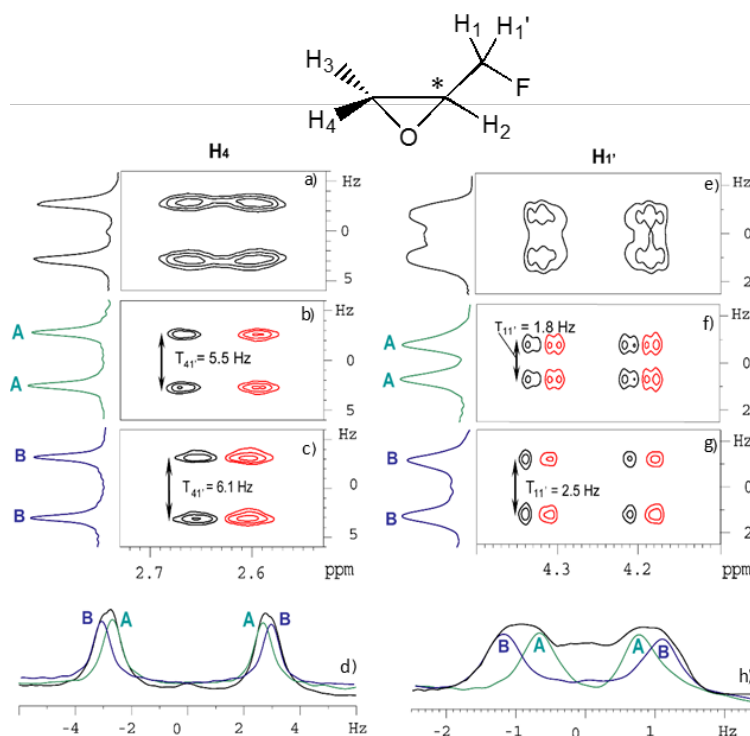 H1 H1'
H3
*
F
H4
H2
O
H4
H1'
a)
Hz
0
5
e)
Hz
0
2
A
A
b)
T41' = 5.5 Hz
Hz
0
5
A
A
f)
T11' = 1.8 Hz
Hz
0
2
B
B
c)
T41' = 6.1 Hz
Hz
0
5
B
B
g)
T11' = 2.5 Hz
Hz
0
2
2.7 2.6 ppm
4.3 4.2 ppm
B A A B
d)
-4 -2 0 2 4 Hz
B A A B
h)
-2 -1 0 1 Hz